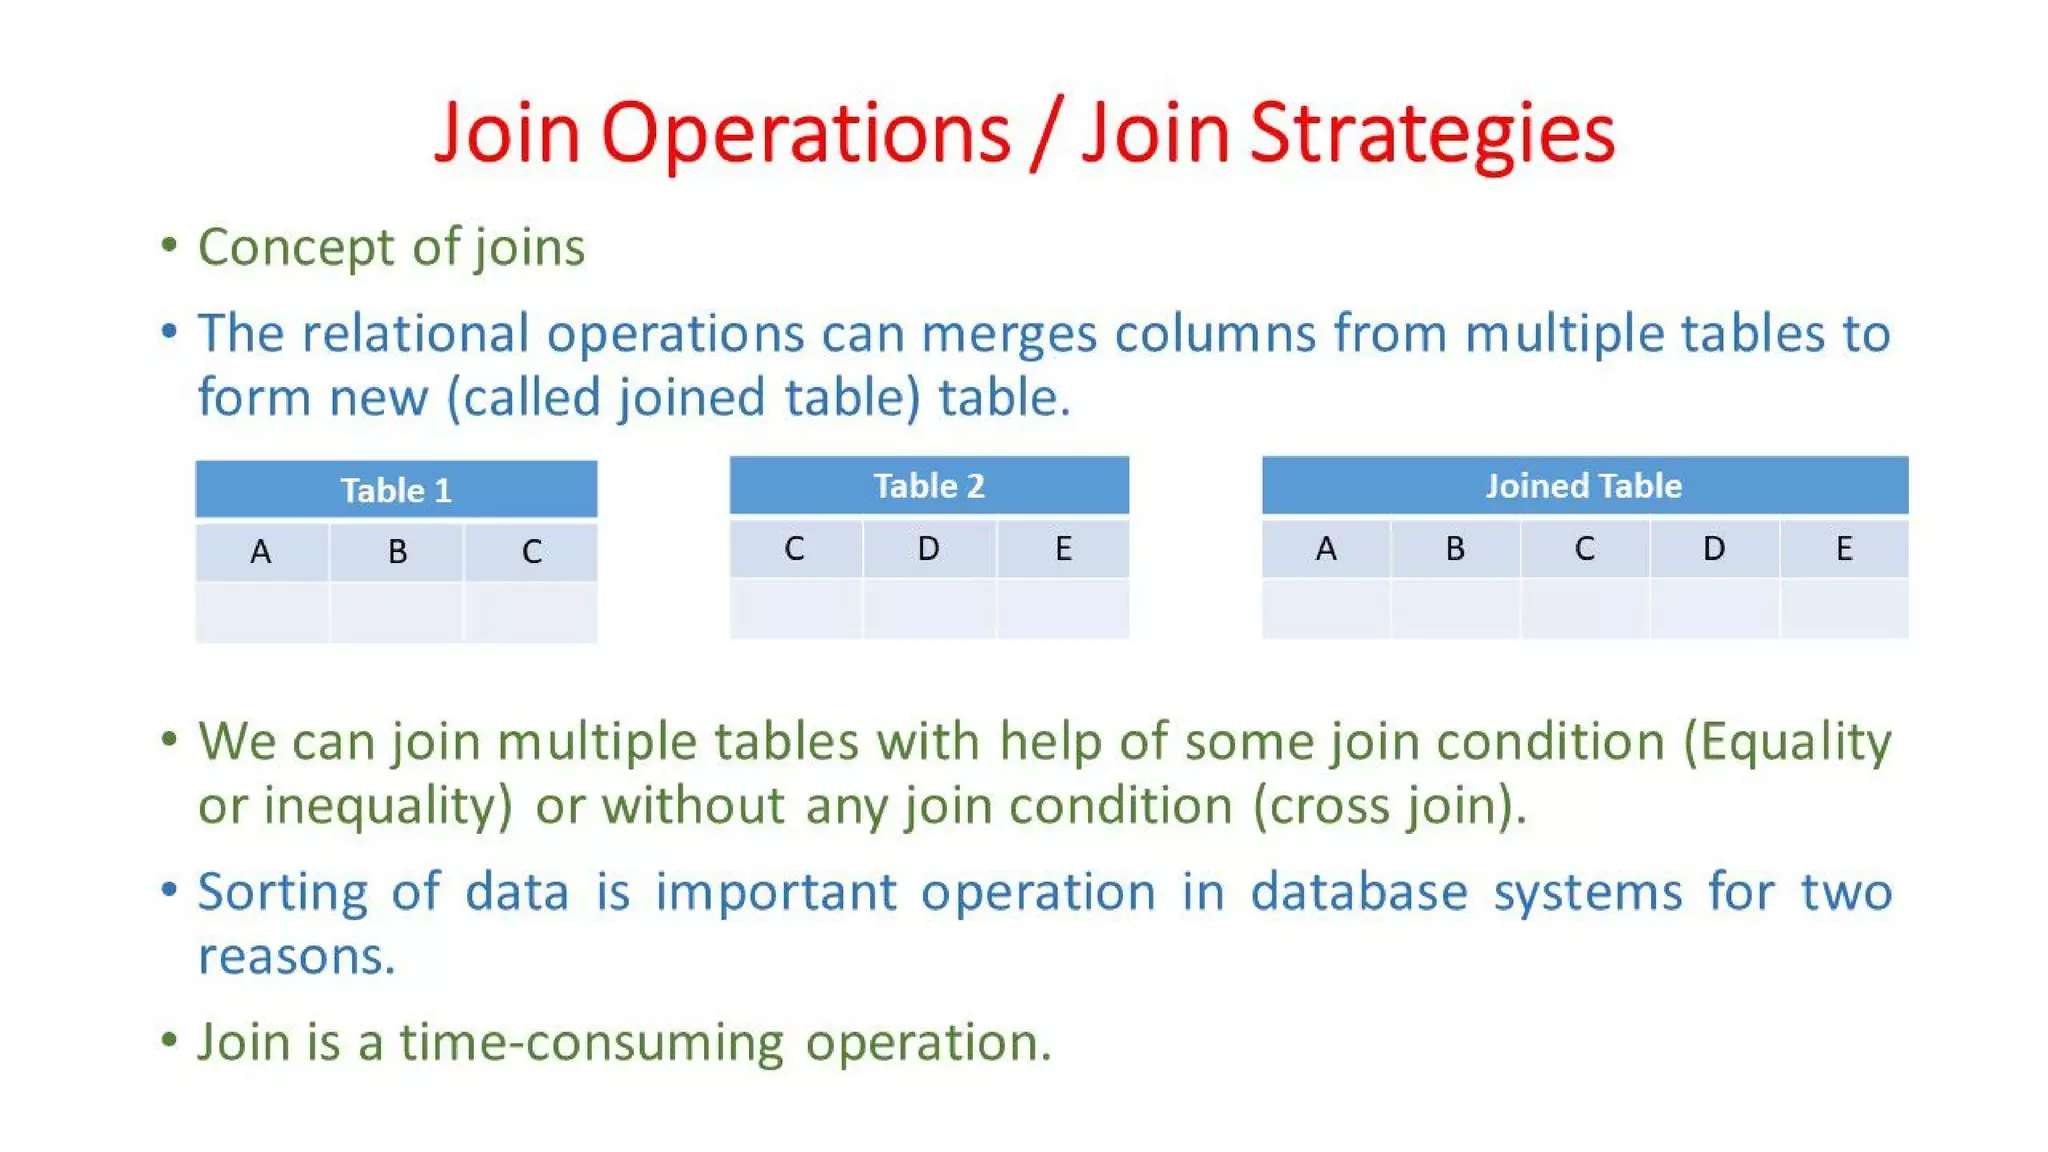 Join Operations / Join Strategies
• Concept of joins
• The relational operations can merges columns from multiple tables to
form new (called joined table) table.
Table 1
A B C
Table 2
C D E
Joined Table
A B C D E
• We can join multiple tables with help of some join condition (Equality
or inequality) or without any join condition (cross join).
• Sorting of data is important operation in database systems for two
reasons.
• Join is a time-consuming operation.